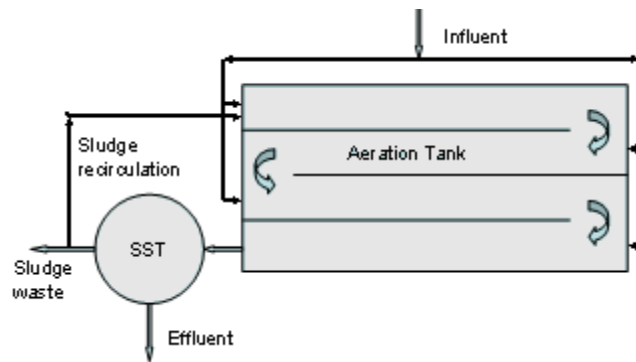 Influent
Aeration Tank
Sludge
recirculation
SST
Sludge
waste
Effluent